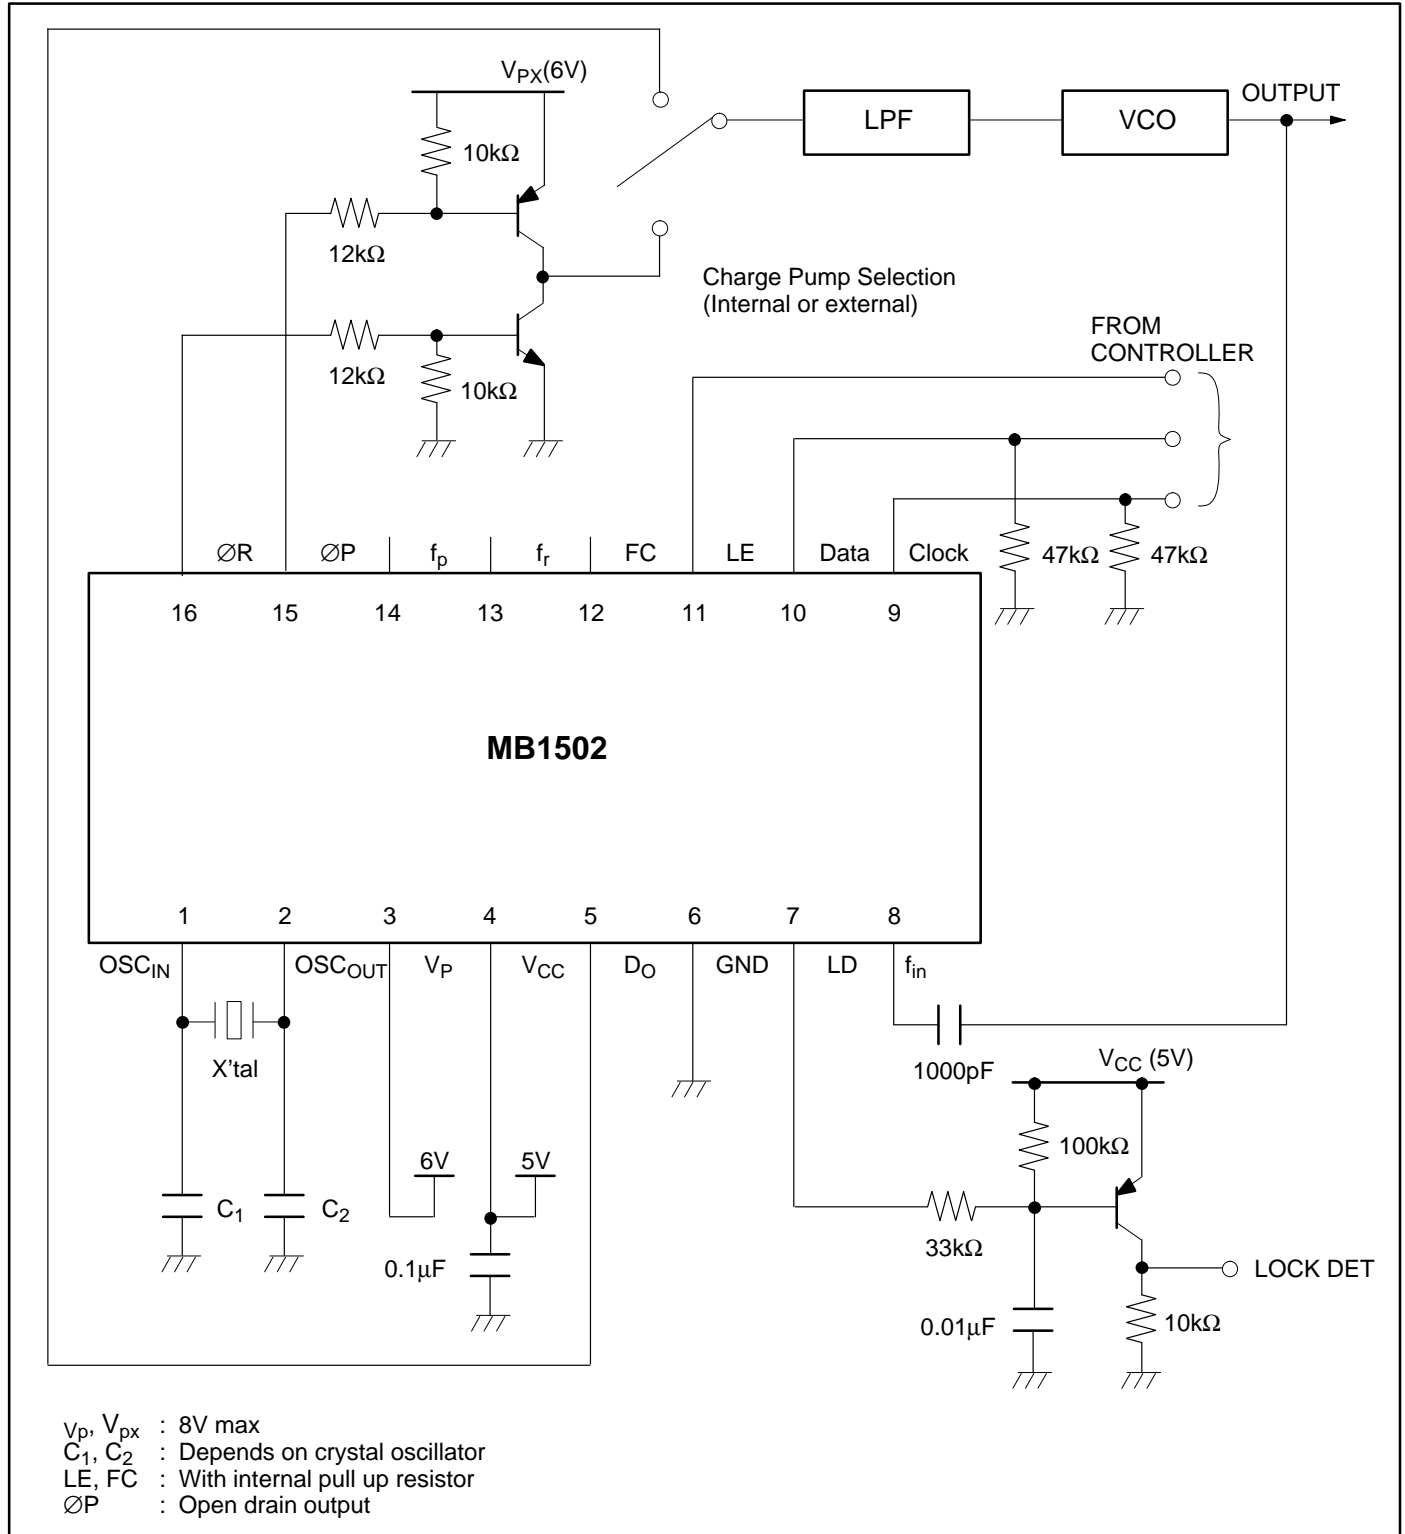 V_PX(6V)
OUTPUT
LPF
VCO
10kΩ
12kΩ
Charge Pump Selection
(Internal or external)
FROM
CONTROLLER
12kΩ
10kΩ
∅R ∅P f_p f_r FC LE Data Clock
47kΩ 47kΩ
16 15 14 13 12 11 10 9
MB1502
1 2 3 4 5 6 7 8
OSC_IN OSC_OUT V_P V_CC D_O GND LD f_in
X'tal
1000pF
V_CC (5V)
100kΩ
6V 5V
C_1 C_2
33kΩ
0.1μF
LOCK DET
0.01μF
10kΩ
V_p, V_px : 8V max
C_1, C_2 : Depends on crystal oscillator
LE, FC : With internal pull up resistor
∅P : Open drain output